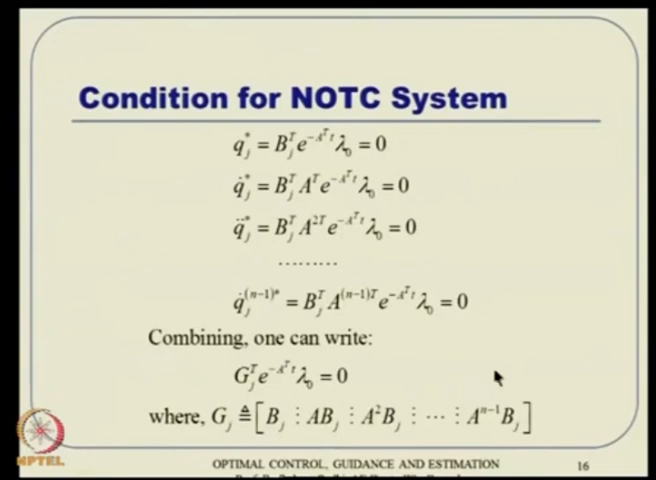 Condition for NOTC System
q_j^* = B_j^T e^{-A^T t} λ_0 = 0
q̇_j^* = B_j^T A^T e^{-A^T t} λ_0 = 0
q̈_j^* = B_j^T A^{2T} e^{-A^T t} λ_0 = 0
.........
q̇_j^{(n-1)*} = B_j^T A^{(n-1)T} e^{-A^T t} λ_0 = 0
Combining, one can write:
G_j^T e^{-A^T t} λ_0 = 0
where, G_j ≜ [ B_j ⋮ AB_j ⋮ A^2 B_j ⋮ ⋯ ⋮ A^{n-1} B_j ]
NPTEL
OPTIMAL CONTROL, GUIDANCE AND ESTIMATION 16